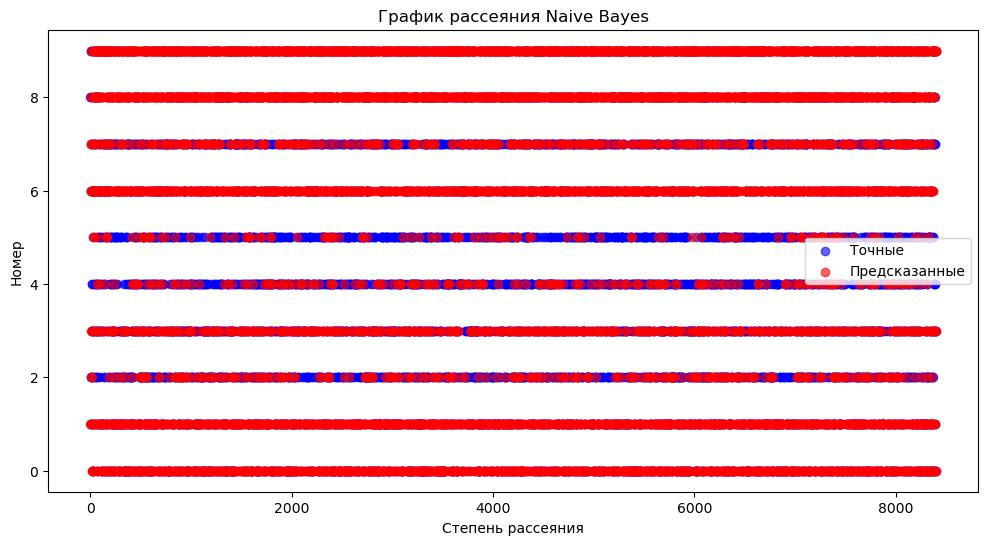 График рассеяния Naive Bayes
Номер
8
6
4
2
0
Точные
Предсказанные
0 2000 4000 6000 8000
Степень рассеяния